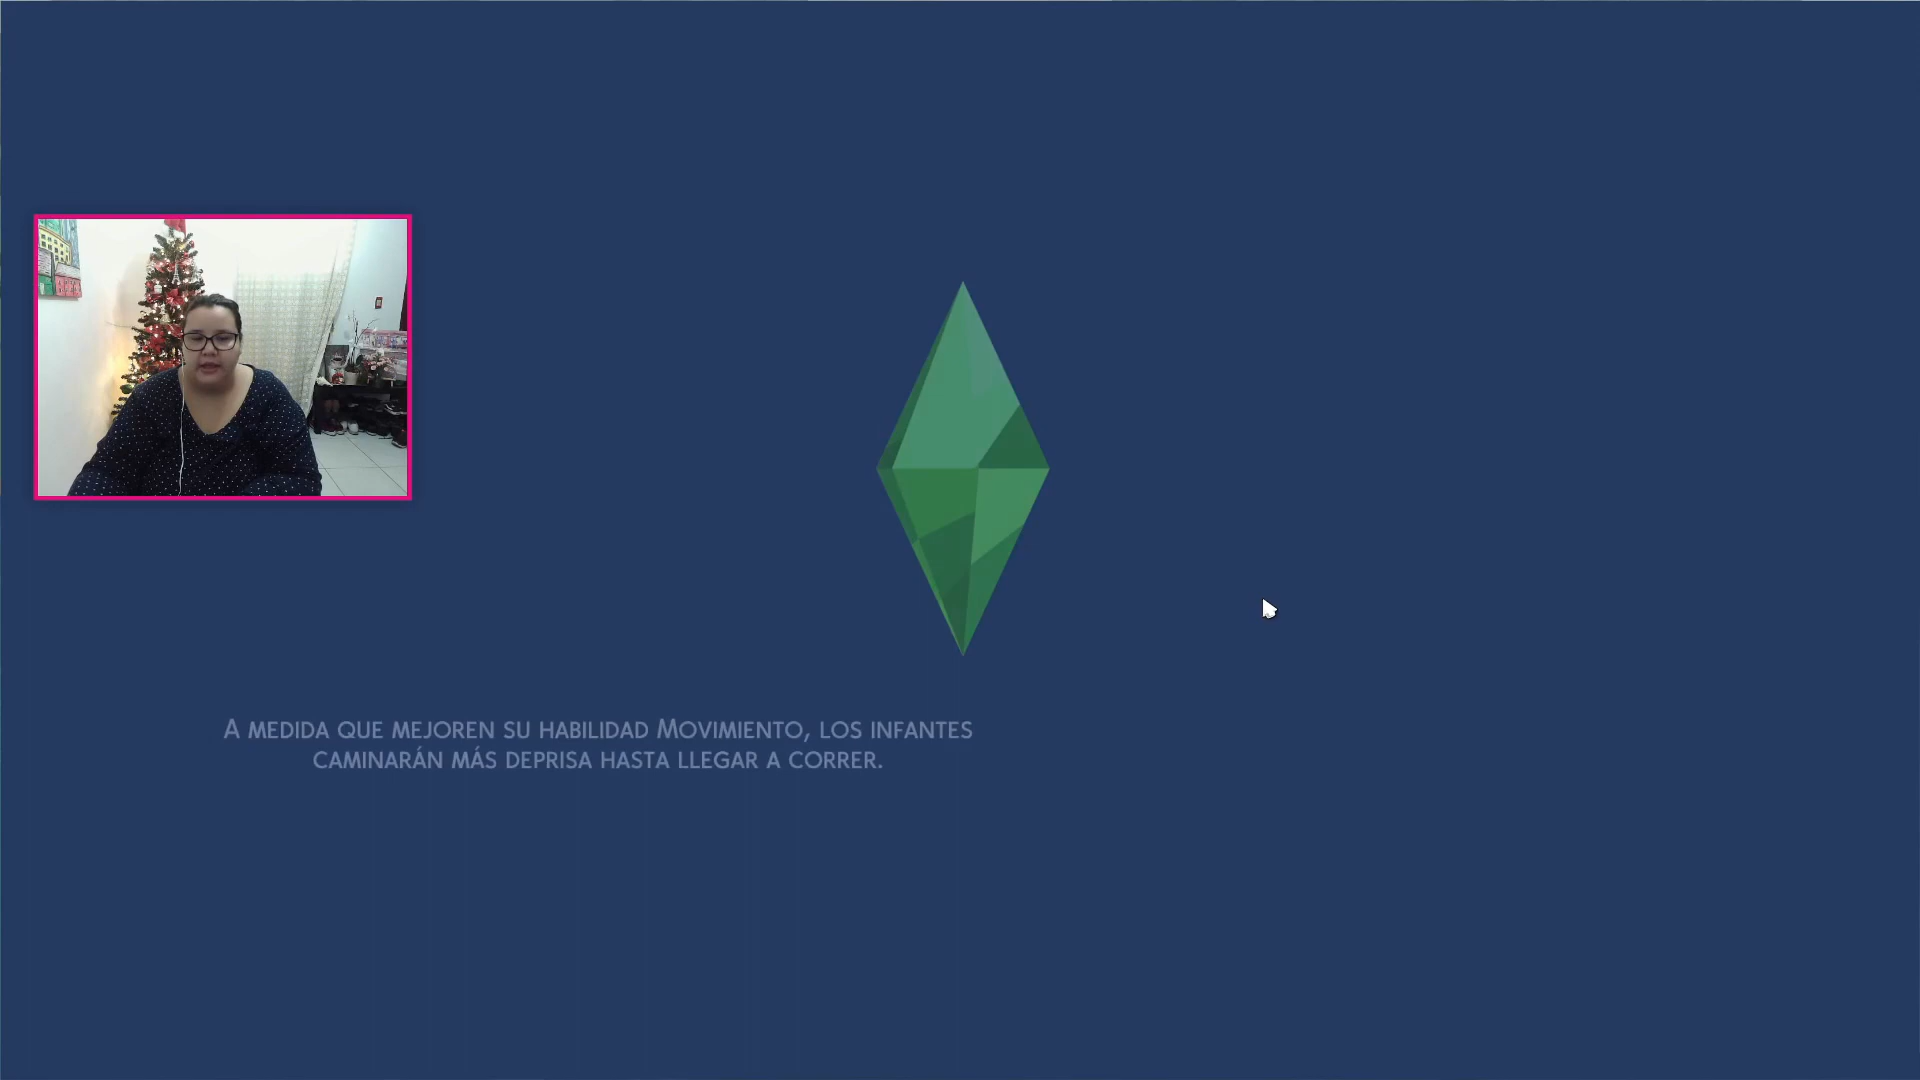 A MEDIDA QUE MEJOREN SU HABILIDAD MOVIMIENTO, LOS INFANTES
CAMINARÁN MÁS DEPRISA HASTA LLEGAR A CORRER.